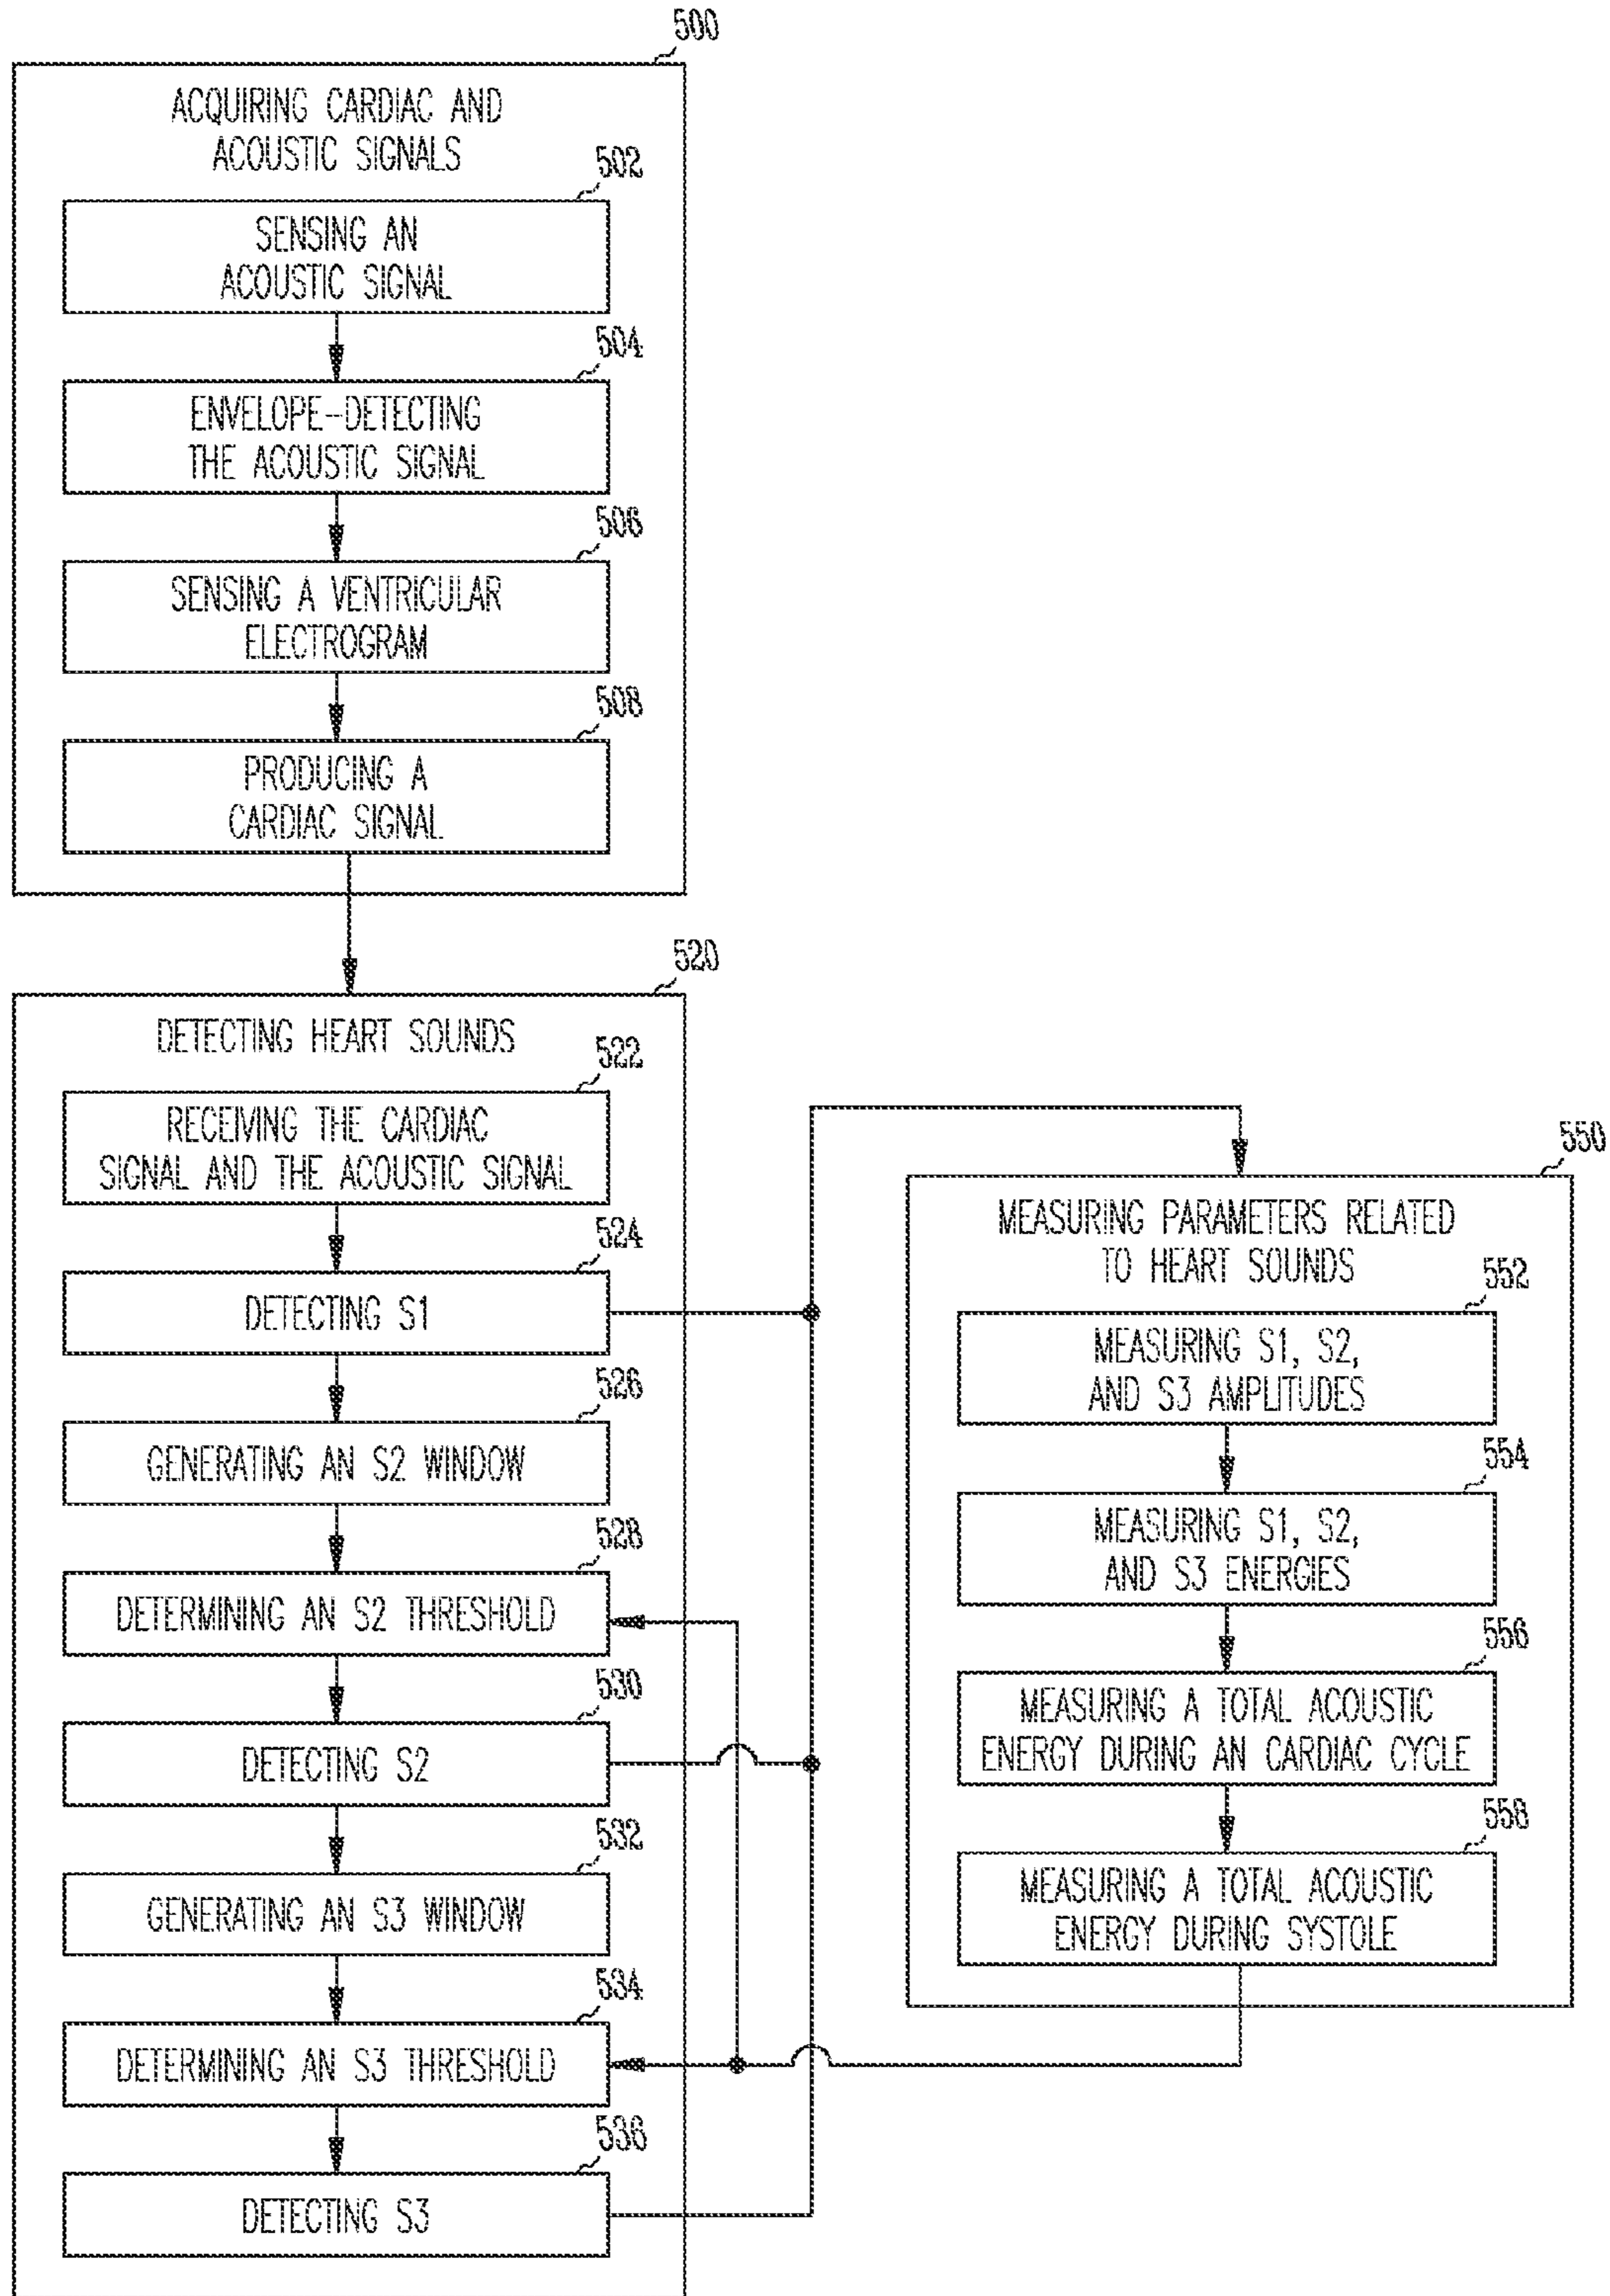 500
ACQUIRING CARDIAC AND
ACOUSTIC SIGNALS
502
SENSING AN
ACOUSTIC SIGNAL
504
ENVELOPE-DETECTING
THE ACOUSTIC SIGNAL
506
SENSING A VENTRICULAR
ELECTROGRAM
508
PRODUCING A
CARDIAC SIGNAL
520
DETECTING HEART SOUNDS
522
RECEIVING THE CARDIAC
SIGNAL AND THE ACOUSTIC SIGNAL
524
DETECTING S1
526
GENERATING AN S2 WINDOW
528
DETERMINING AN S2 THRESHOLD
530
DETECTING S2
532
GENERATING AN S3 WINDOW
534
DETERMINING AN S3 THRESHOLD
536
DETECTING S3
550
MEASURING PARAMETERS RELATED
TO HEART SOUNDS
552
MEASURING S1, S2,
AND S3 AMPLITUDES
554
MEASURING S1, S2,
AND S3 ENERGIES
556
MEASURING A TOTAL ACOUSTIC
ENERGY DURING AN CARDIAC CYCLE
558
MEASURING A TOTAL ACOUSTIC
ENERGY DURING SYSTOLE